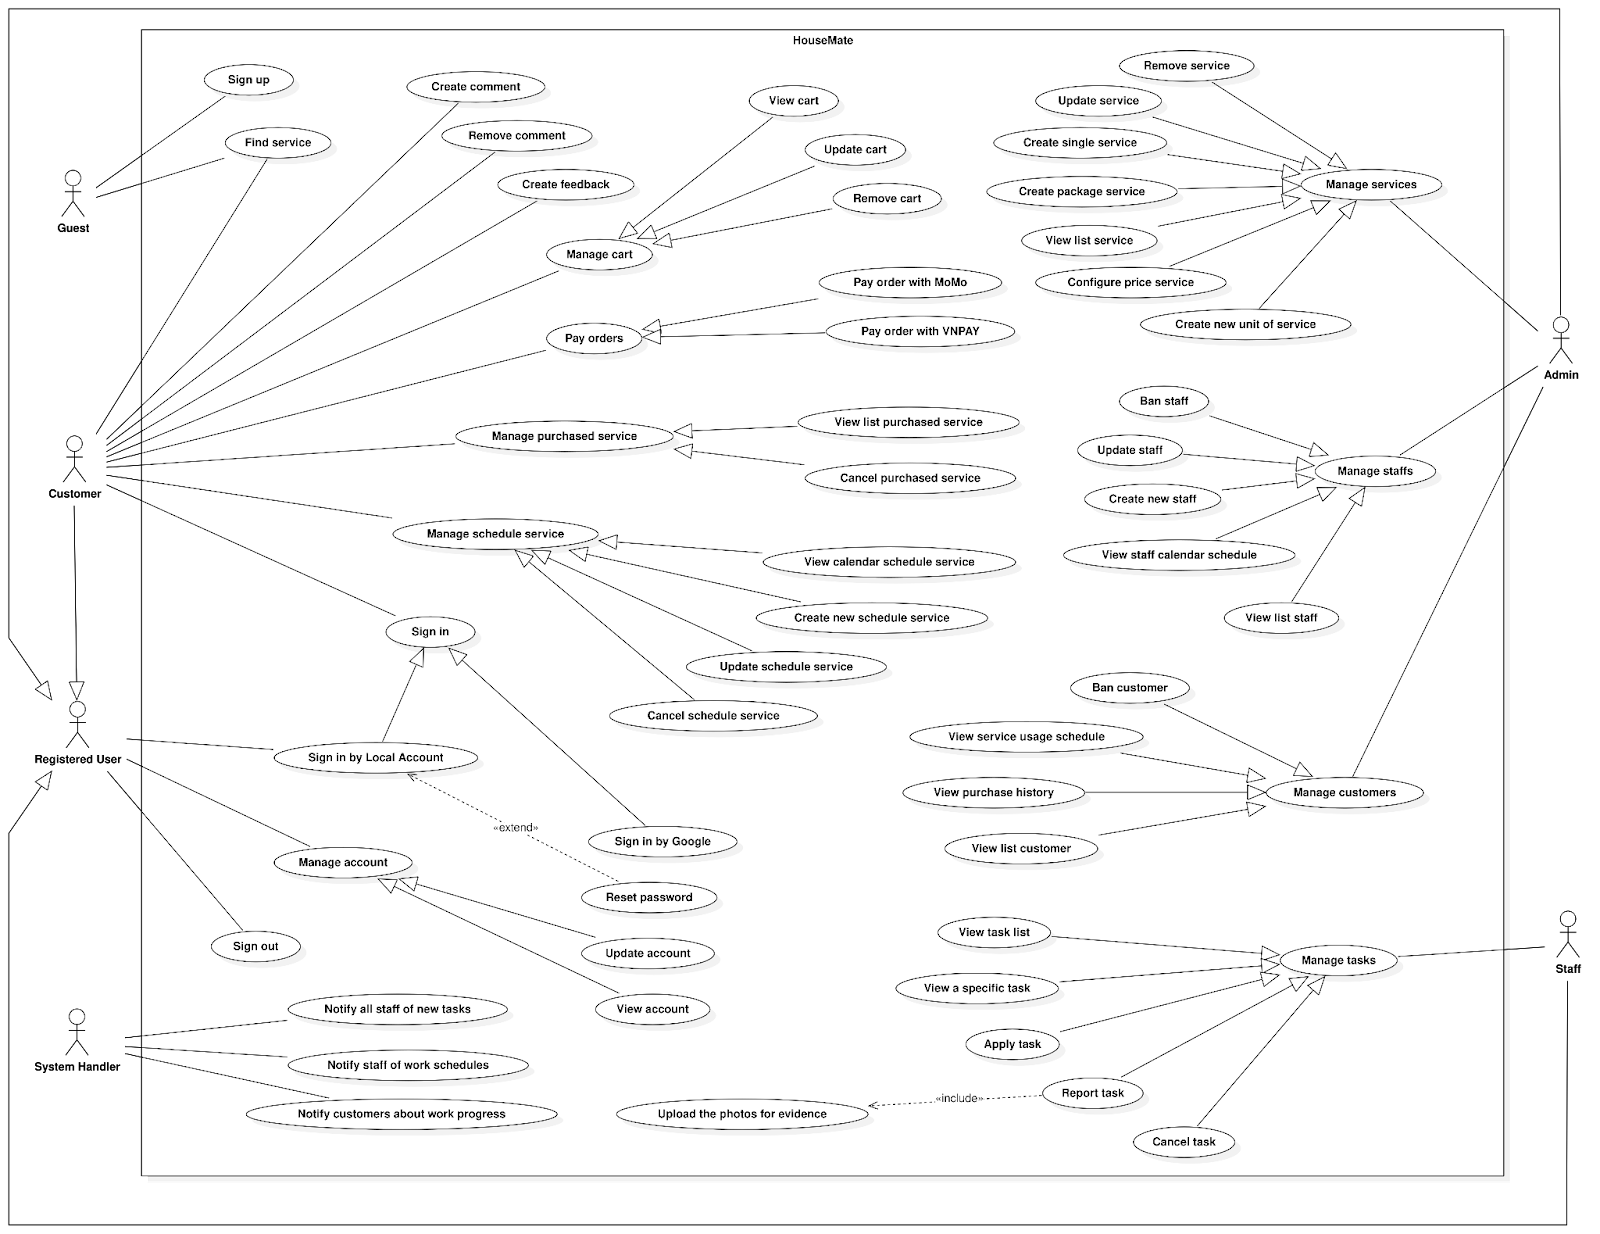 HouseMate
Sign up
Find service
Guest
Create comment
Remove comment
Create feedback
View cart
Update cart
Remove cart
Manage cart
Pay order with MoMo
Pay order with VNPAY
Pay orders
Remove service
Update service
Create single service
Create package service
View list service
Configure price service
Create new unit of service
Manage services
Admin
Customer
Manage purchased service
View list purchased service
Cancel purchased service
Manage schedule service
View calendar schedule service
Create new schedule service
Update schedule service
Cancel schedule service
Ban staff
Update staff
Create new staff
View staff calendar schedule
View list staff
Manage staffs
Sign in
Registered User
Sign in by Local Account
«extend»
Sign in by Google
Reset password
Manage account
Update account
View account
Sign out
Ban customer
View service usage schedule
View purchase history
View list customer
Manage customers
System Handler
Notify all staff of new tasks
Notify staff of work schedules
Notify customers about work progress
View task list
View a specific task
Apply task
Report task
Cancel task
Manage tasks
Staff
«include»
Upload the photos for evidence